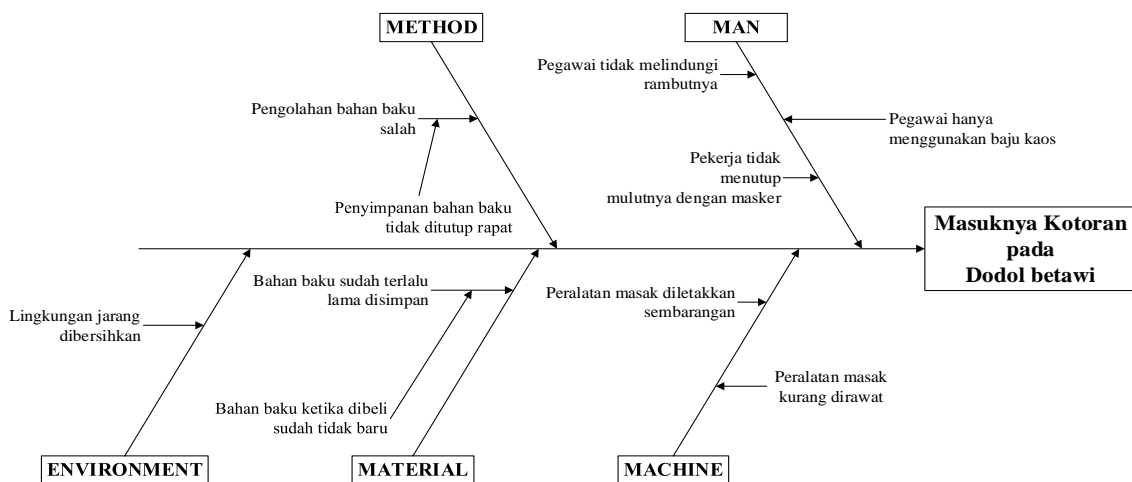 METHOD
MAN
Pegawai tidak melindungi
rambutnya
Pengolahan bahan baku
salah
Pegawai hanya
menggunakan baju kaos
Pekerja tidak
menutup
mulutnya dengan masker
Penyimpanan bahan baku
tidak ditutup rapat
Masuknya Kotoran
pada
Dodol betawi
Bahan baku sudah terlalu
lama disimpan
Peralatan masak diletakkan
sembarangan
Lingkungan jarang
dibersihkan
Peralatan masak
kurang dirawat
Bahan baku ketika dibeli
sudah tidak baru
ENVIRONMENT
MATERIAL
MACHINE